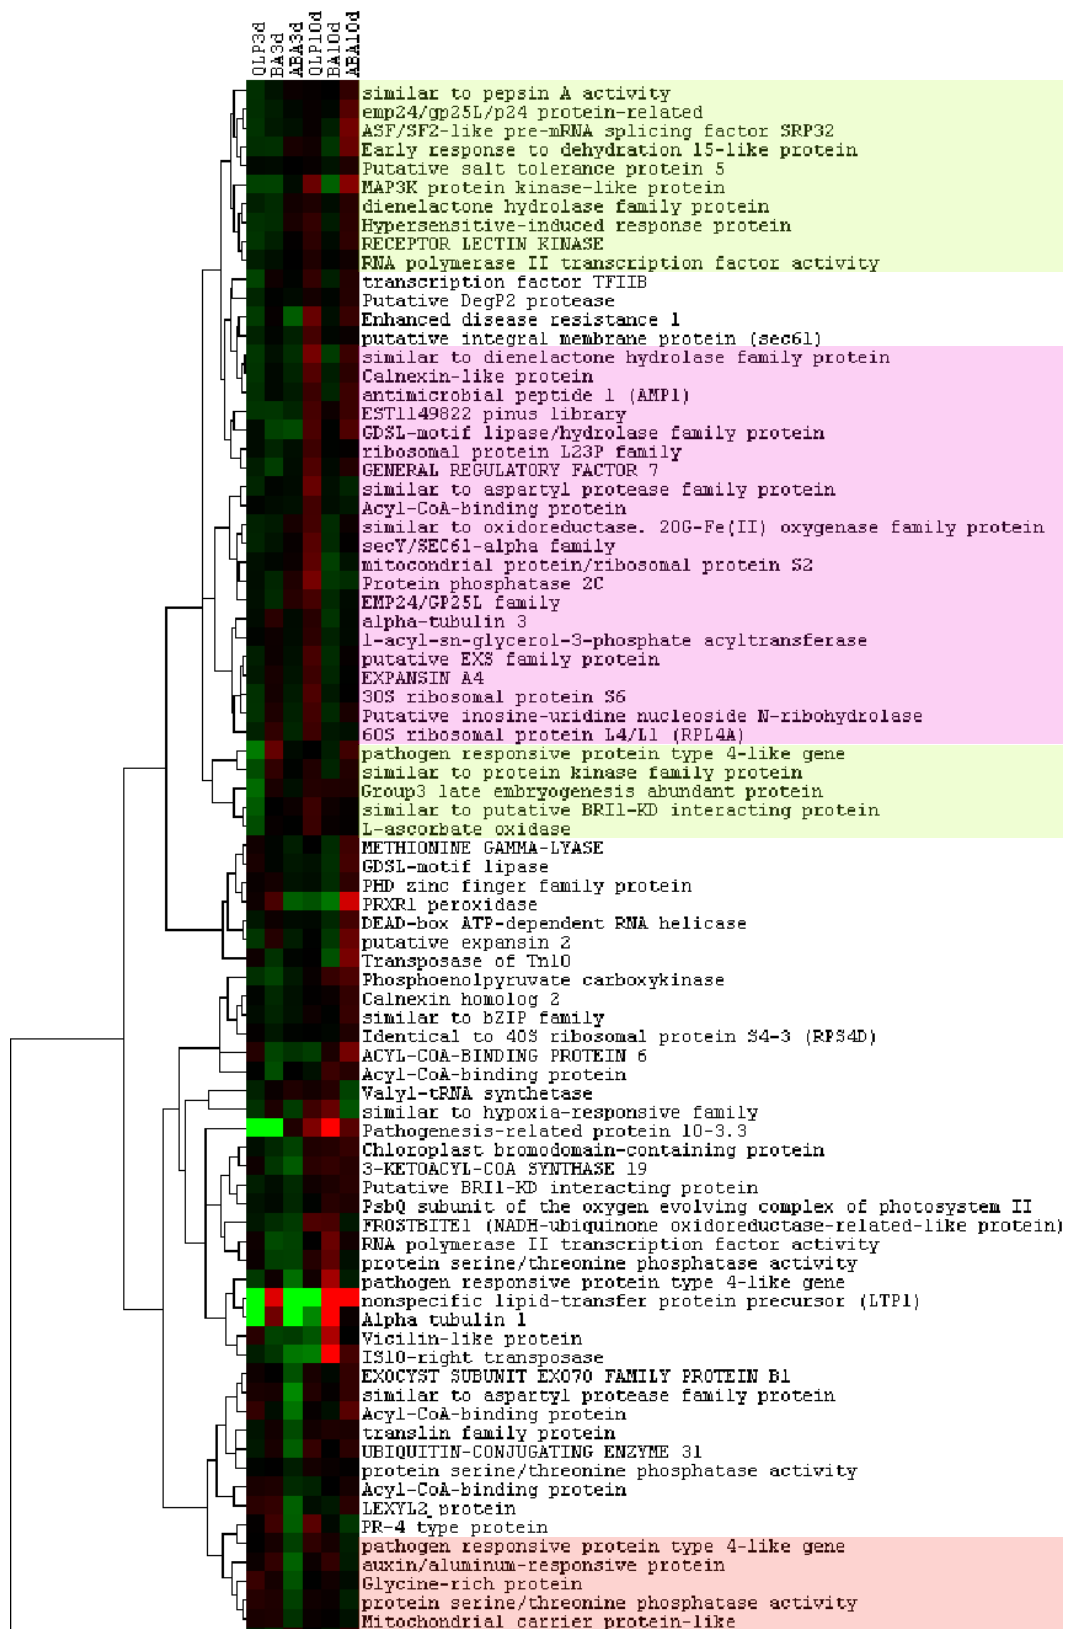 QLP3d
BA3d
ABA3d
QLP10d
BA10d
ABA10d
similar to pepsin A activity
emp24/gp25L/p24 protein-related
ASF/SF2-like pre-mRNA splicing factor SRP32
Early response to dehydration 15-like protein
Putative salt tolerance protein 5
MAP3K protein kinase-like protein
dienelactone hydrolase family protein
Hypersensitive-induced response protein
RECEPTOR LECTIN KINASE
RNA polymerase II transcription factor activity
transcription factor TFIIB
Putative DegP2 protease
Enhanced disease resistance 1
putative integral membrane protein (sec61)
similar to dienelactone hydrolase family protein
Calnexin-like protein
antimicrobial peptide 1 (AMP1)
EST1149822 pinus library
GDSL-motif lipase/hydrolase family protein
ribosomal protein L23P family
GENERAL REGULATORY FACTOR 7
similar to aspartyl protease family protein
Acyl-CoA-binding protein
similar to oxidoreductase. 20G-Fe(II) oxygenase family protein
secY/SEC61-alpha family
mitocondrial protein/ribosomal protein S2
Protein phosphatase 2C
EMP24/GP25L family
alpha-tubulin 3
1-acyl-sn-glycerol-3-phosphate acyltransferase
putative EXS family protein
EXPANSIN A4
30S ribosomal protein S6
Putative inosine-uridine nucleoside N-ribohydrolase
60S ribosomal protein L4/L1 (RPL4A)
pathogen responsive protein type 4-like gene
similar to protein kinase family protein
Group3 late embryogenesis abundant protein
similar to putative BRI1-KD interacting protein
L-ascorbate oxidase
METHIONINE GAMMA-LYASE
GDSL-motif lipase
PHD zinc finger family protein
PRXR1 peroxidase
DEAD-box ATP-dependent RNA helicase
putative expansin 2
Transposase of Tn10
Phosphoenolpyruvate carboxykinase
Calnexin homolog 2
similar to bZIP family
Identical to 40S ribosomal protein S4-3 (RPS4D)
ACYL-COA-BINDING PROTEIN 6
Acyl-CoA-binding protein
Valyl-tRNA synthetase
similar to hypoxia-responsive family
Pathogenesis-related protein 10-3.3
Chloroplast bromodomain-containing protein
3-KETOACYL-COA SYNTHASE 19
Putative BRI1-KD interacting protein
PsbQ subunit of the oxygen evolving complex of photosystem II
FROSTBITE1 (NADH-ubiquinone oxidoreductase-related-like protein)
RNA polymerase II transcription factor activity
protein serine/threonine phosphatase activity
pathogen responsive protein type 4-like gene
nonspecific lipid-transfer protein precursor (LTP1)
Alpha tubulin 1
Vicilin-like protein
IS10-right transposase
EXOCYST SUBUNIT EXO70 FAMILY PROTEIN B1
similar to aspartyl protease family protein
Acyl-CoA-binding protein
translin family protein
UBIQUITIN-CONJUGATING ENZYME 31
protein serine/threonine phosphatase activity
Acyl-CoA-binding protein
LEXYL2 protein
PR-4 type protein
pathogen responsive protein type 4-like gene
auxin/aluminum-responsive protein
Glycine-rich protein
protein serine/threonine phosphatase activity
Mitochondrial carrier protein-like